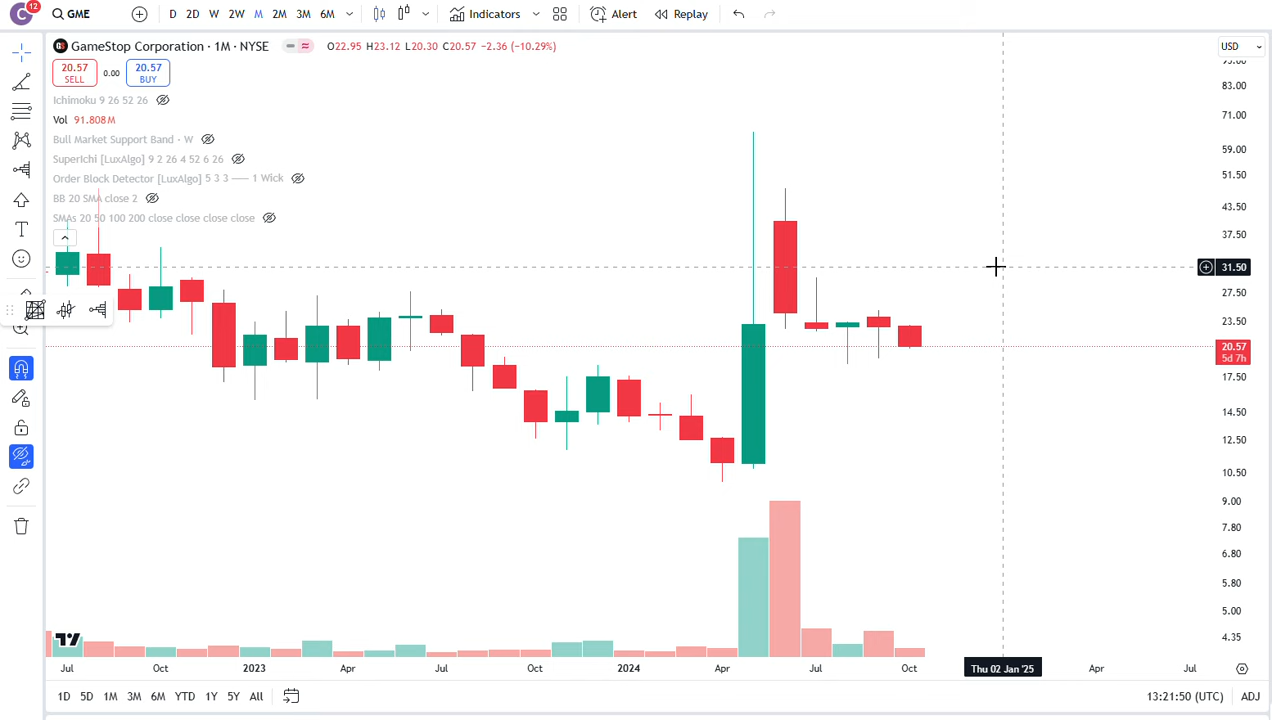 C 12 GME D 2D W 2W M 2M 3M 6M Indicators Alert Replay
GameStop Corporation · 1M · NYSE O22.95 H23.12 L20.30 C20.57 −2.36 (−10.29%) USD
20.57 SELL 0.00 20.57 BUY
Ichimoku 9 26 52 26
Vol 91.808M
Bull Market Support Band · W
SuperIchi [LuxAlgo] 9 2 26 4 52 6 26
Order Block Detector [LuxAlgo] 5 3 3 —— 1 Wick
BB 20 SMA close 2
SMAs 20 50 100 200 close close close close
83.00
71.00
59.00
51.50
43.50
37.50
31.50
27.50
23.50
20.57
5d 7h
17.50
14.50
12.50
10.50
9.00
7.80
6.80
5.80
5.00
4.35
Jul Oct 2023 Apr Jul Oct 2024 Apr Jul Oct Thu 02 Jan '25 Apr Jul
1D 5D 1M 3M 6M YTD 1Y 5Y All 13:21:50 (UTC) ADJ